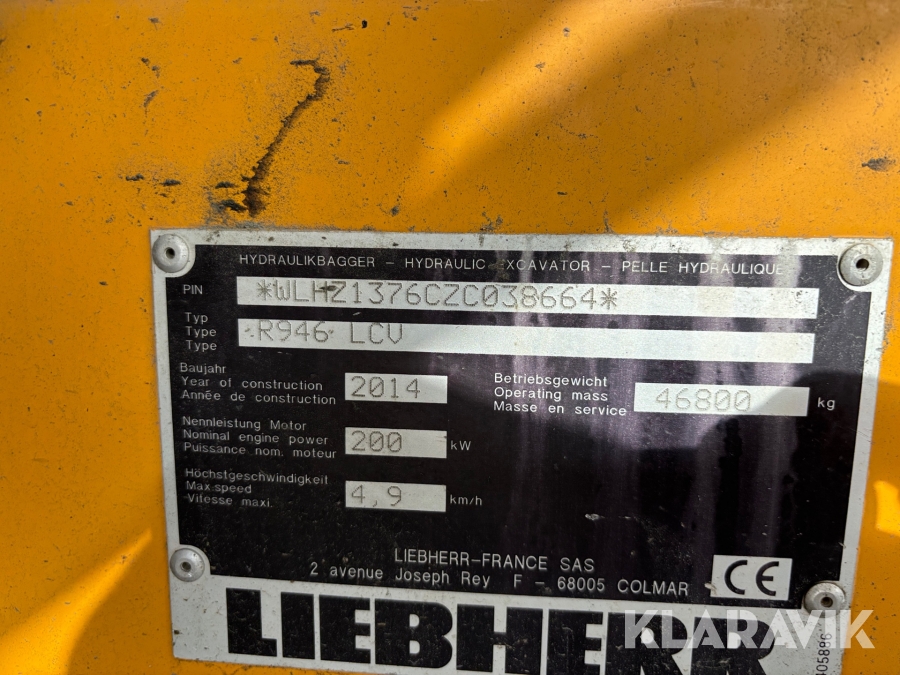 HYDRAULIKBAGGER - HYDRAULIC EXCAVATOR - PELLE HYDRAULIQUE
PIN *WLHZ1376CZC038664*
Typ
Type R946 LCV
Type
Baujahr
Year of construction 2014
Année de construction
Betriebsgewicht
Operating mass 46800 kg
Masse en service
Nennleistung Motor
Nominal engine power 200 kW
Puissance nom. moteur
Höchstgeschwindigkeit
Max.speed 4,9 km/h
Vitesse maxi.
LIEBHERR-FRANCE SAS
2 avenue Joseph Rey F - 68005 COLMAR
CE
LIEBHERR
KLARAVIK